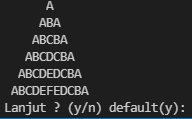 A
ABA
ABCBA
ABCDCBA
ABCDEDCBA
ABCDEFEDCBA
Lanjut ? (y/n) default(y):